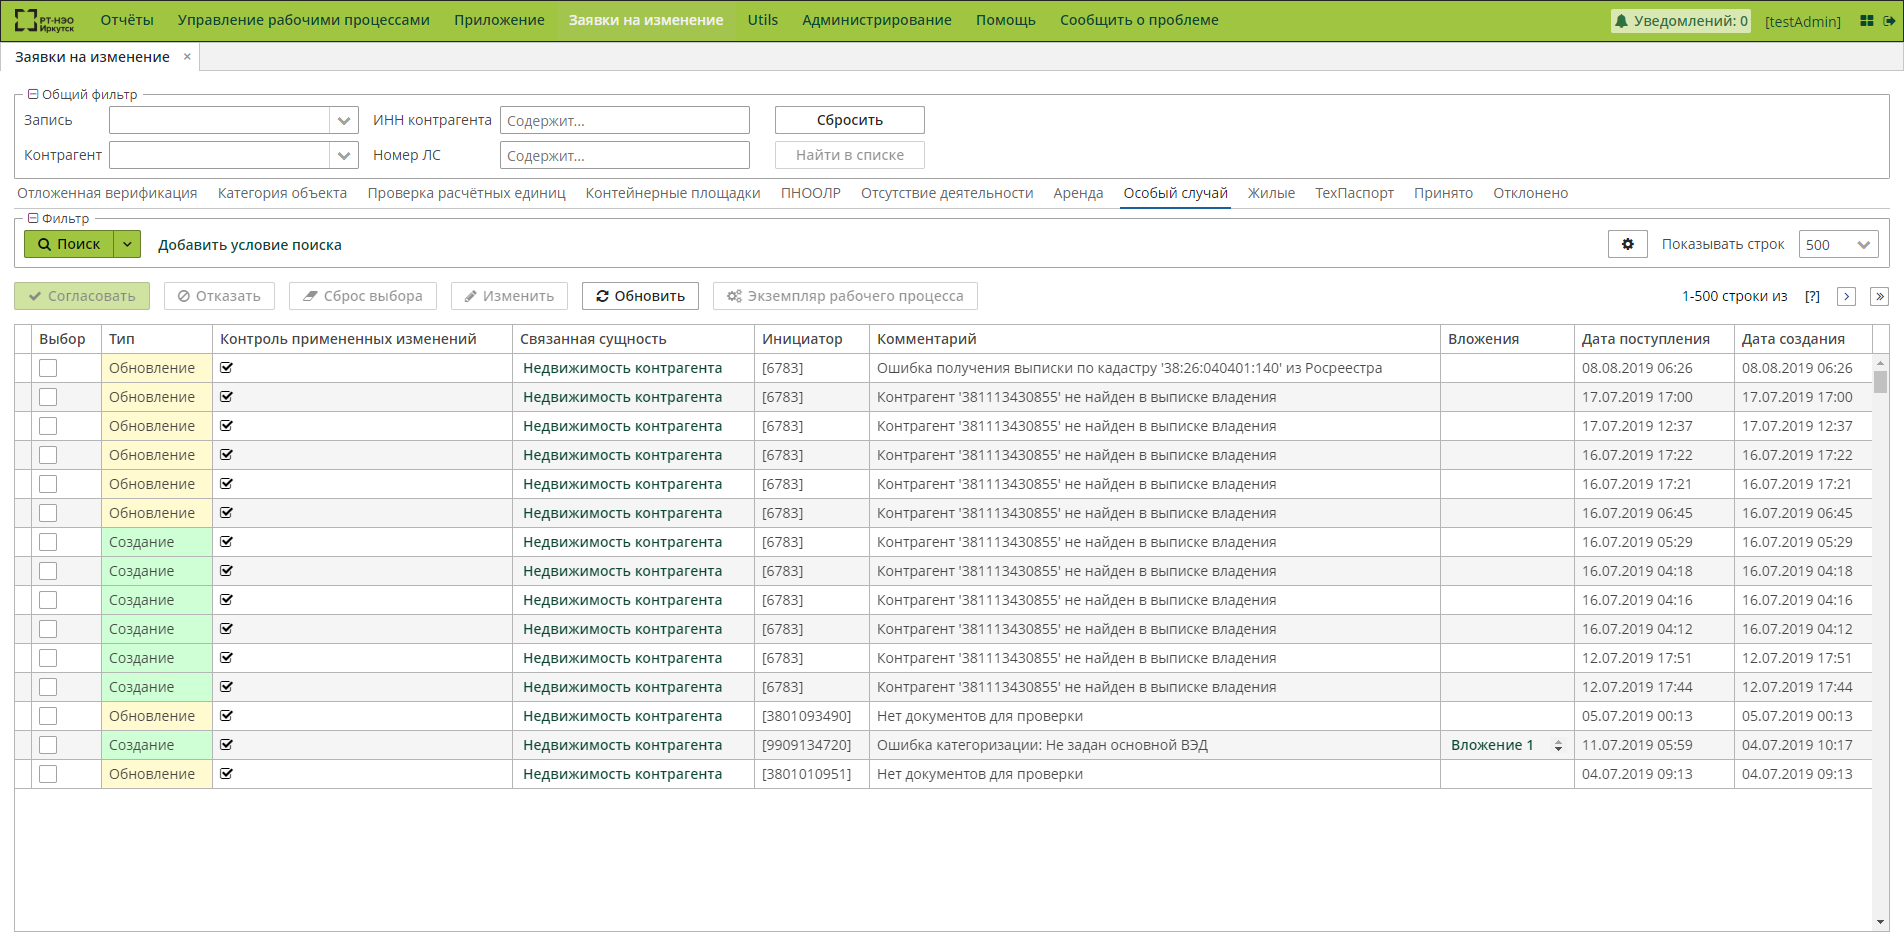 РТ-НЭО Иркутск Отчёты Управление рабочими процессами Приложение Заявки на изменение Utils Администрирование Помощь Сообщить о проблеме Уведомлений: 0 [testAdmin]
Заявки на изменение ×
Общий фильтр
Запись ИНН контрагента Содержит... Сбросить
Контрагент Номер ЛС Содержит... Найти в списке
Отложенная верификация Категория объекта Проверка расчётных единиц Контейнерные площадки ПНООЛР Отсутствие деятельности Аренда Особый случай Жилые ТехПаспорт Принято Отклонено
Фильтр
Поиск Добавить условие поиска Показывать строк 500
Согласовать Отказать Сброс выбора Изменить Обновить Экземпляр рабочего процесса 1-500 строки из [?] > »
Выбор Тип Контроль примененных изменений Связанная сущность Инициатор Комментарий Вложения Дата поступления Дата создания
Обновление Недвижимость контрагента [6783] Ошибка получения выписки по кадастру '38:26:040401:140' из Росреестра 08.08.2019 06:26 08.08.2019 06:26
Обновление Недвижимость контрагента [6783] Контрагент '381113430855' не найден в выписке владения 17.07.2019 17:00 17.07.2019 17:00
Обновление Недвижимость контрагента [6783] Контрагент '381113430855' не найден в выписке владения 17.07.2019 12:37 17.07.2019 12:37
Обновление Недвижимость контрагента [6783] Контрагент '381113430855' не найден в выписке владения 16.07.2019 17:22 16.07.2019 17:22
Обновление Недвижимость контрагента [6783] Контрагент '381113430855' не найден в выписке владения 16.07.2019 17:21 16.07.2019 17:21
Обновление Недвижимость контрагента [6783] Контрагент '381113430855' не найден в выписке владения 16.07.2019 06:45 16.07.2019 06:45
Создание Недвижимость контрагента [6783] Контрагент '381113430855' не найден в выписке владения 16.07.2019 05:29 16.07.2019 05:29
Создание Недвижимость контрагента [6783] Контрагент '381113430855' не найден в выписке владения 16.07.2019 04:18 16.07.2019 04:18
Создание Недвижимость контрагента [6783] Контрагент '381113430855' не найден в выписке владения 16.07.2019 04:16 16.07.2019 04:16
Создание Недвижимость контрагента [6783] Контрагент '381113430855' не найден в выписке владения 16.07.2019 04:12 16.07.2019 04:12
Создание Недвижимость контрагента [6783] Контрагент '381113430855' не найден в выписке владения 12.07.2019 17:51 12.07.2019 17:51
Создание Недвижимость контрагента [6783] Контрагент '381113430855' не найден в выписке владения 12.07.2019 17:44 12.07.2019 17:44
Обновление Недвижимость контрагента [3801093490] Нет документов для проверки 05.07.2019 00:13 05.07.2019 00:13
Создание Недвижимость контрагента [9909134720] Ошибка категоризации: Не задан основной ВЭД Вложение 1 11.07.2019 05:59 04.07.2019 10:17
Обновление Недвижимость контрагента [3801010951] Нет документов для проверки 04.07.2019 09:13 04.07.2019 09:13